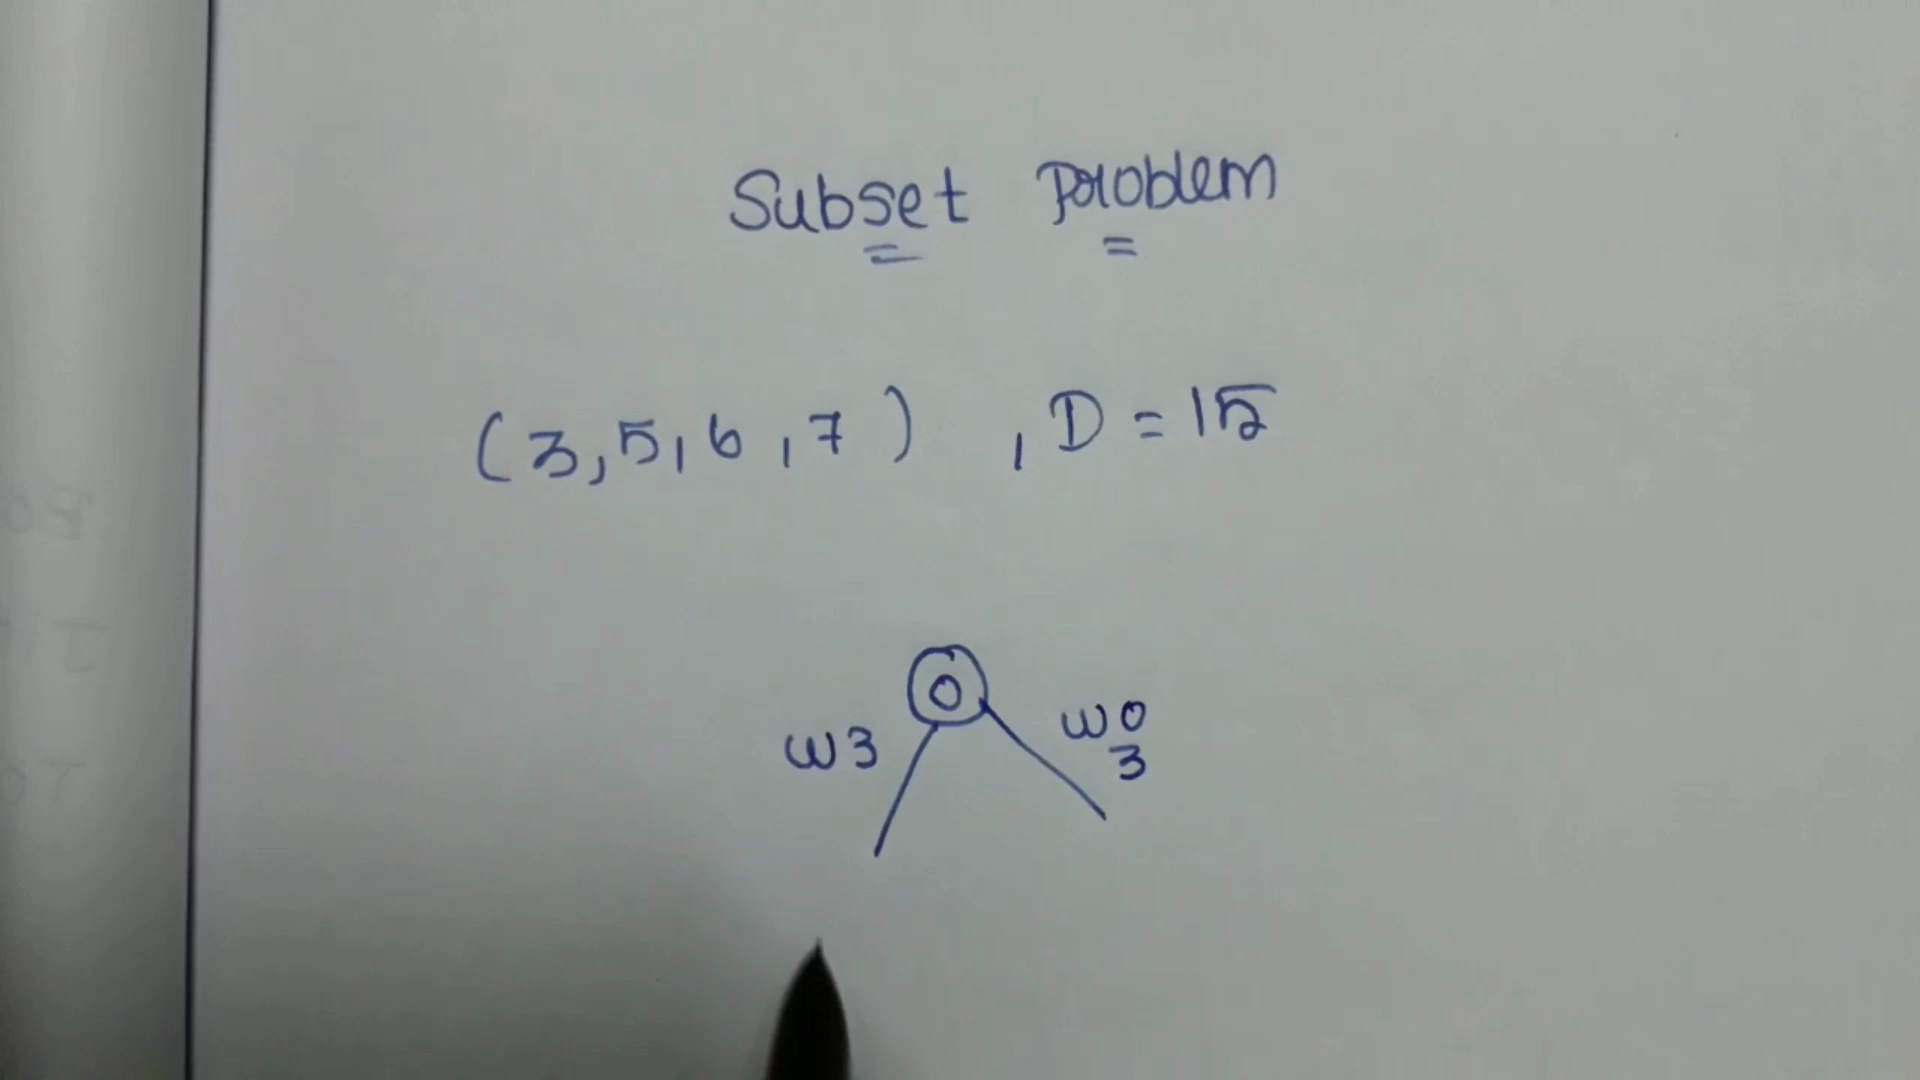 Subset Problem
(3,5,6,7) , D = 15
0
w3
w0
3